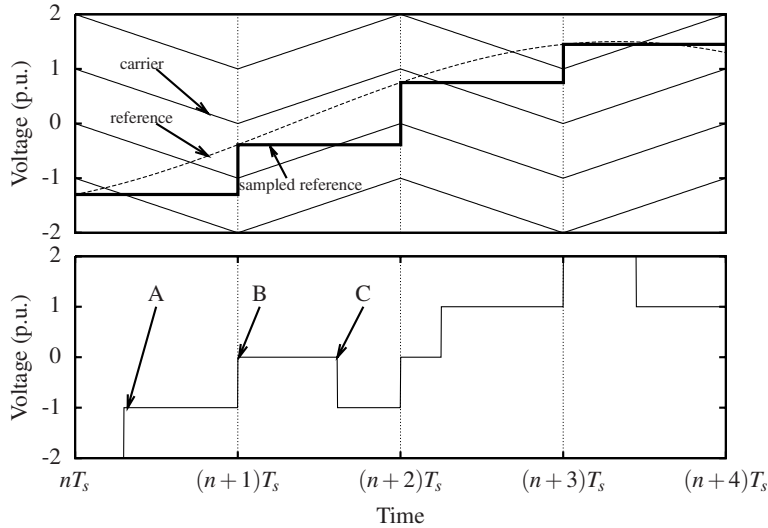 Voltage (p.u.)
2
1
0
-1
-2
carrier
reference
sampled reference
Voltage (p.u.)
2
1
0
-1
-2
A
B
C
nTₛ
(n+1)Tₛ
(n+2)Tₛ
(n+3)Tₛ
(n+4)Tₛ
Time